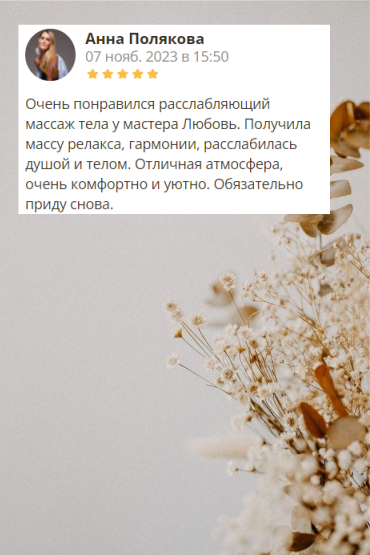 Анна Полякова
07 нояб. 2023 в 15:50
Очень понравился расслабляющий
массаж тела у мастера Любовь. Получила
массу релакса, гармонии, расслабилась
душой и телом. Отличная атмосфера,
очень комфортно и уютно. Обязательно
приду снова.